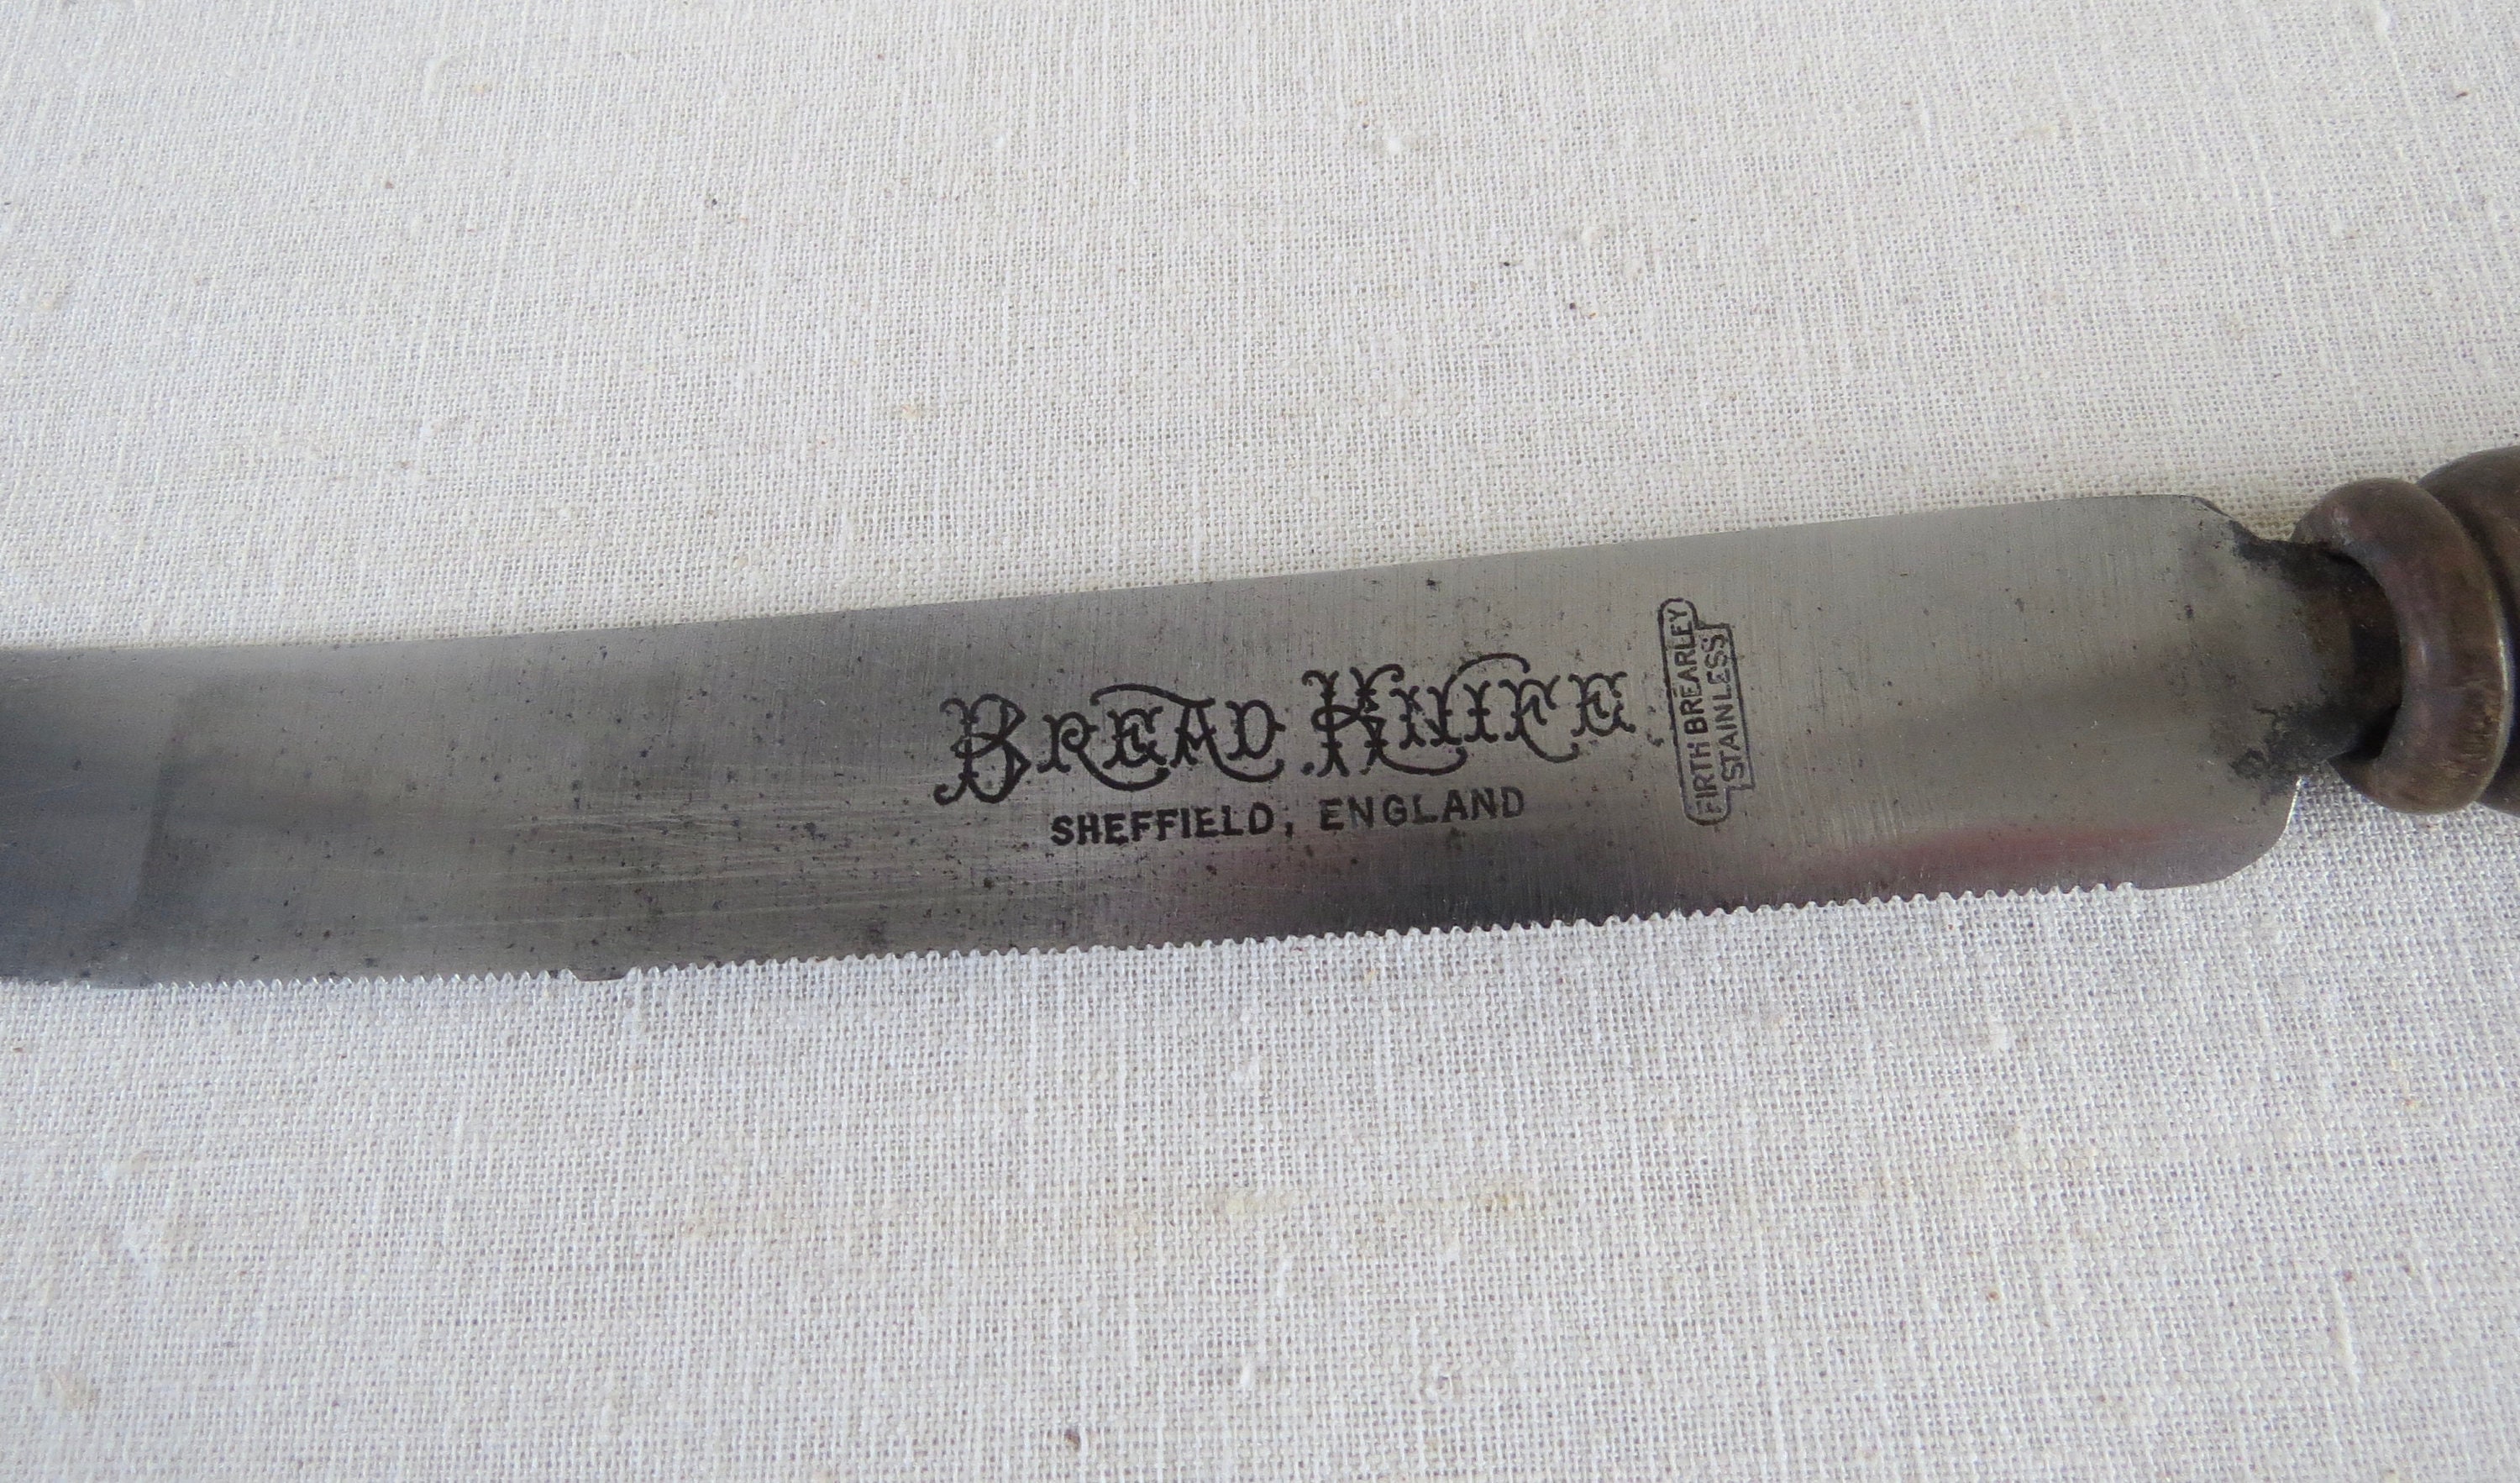 BREAD KNIFE
SHEFFIELD, ENGLAND
FIRTH BREARLEY
STAINLESS